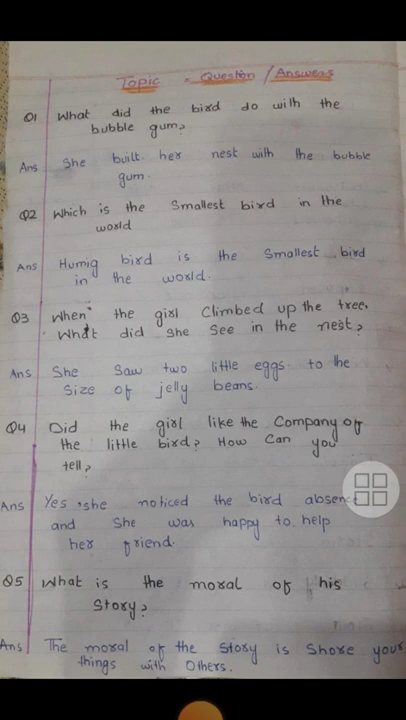 Topic = Question / Answers
Q1 What did the bird do with the
bubble gum?
Ans She built her nest with the bubble
gum.
Q2 Which is the Smallest bird in the
world
Ans Humig bird is the Smallest bird
in the world.
Q3 When the girl Climbed up the tree.
What did She See in the nest?
Ans She Saw two little eggs to the
Size of jelly beans.
Q4 Did the girl like the Company of
the little bird? How Can you
tell?
Ans Yes, she noticed the bird absence
and She was happy to help
her friend.
Q5 What is the moral of his
Story?
Ans The moral of the Story is Shore your
things with Others.